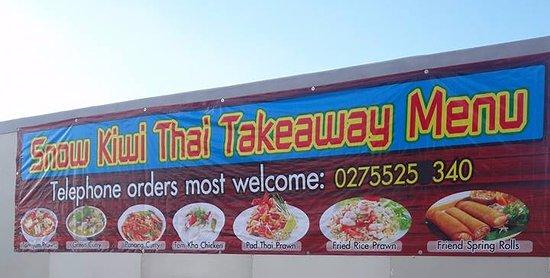 Snow Kiwi Thai Takeaway Menu
Telephone orders most welcome: 0275525 340
Tomyum Prawn Green Curry Panang Curry Tom Kha Chicken Pad Thai Prawn Fried Rice Prawn Friend Spring Rolls